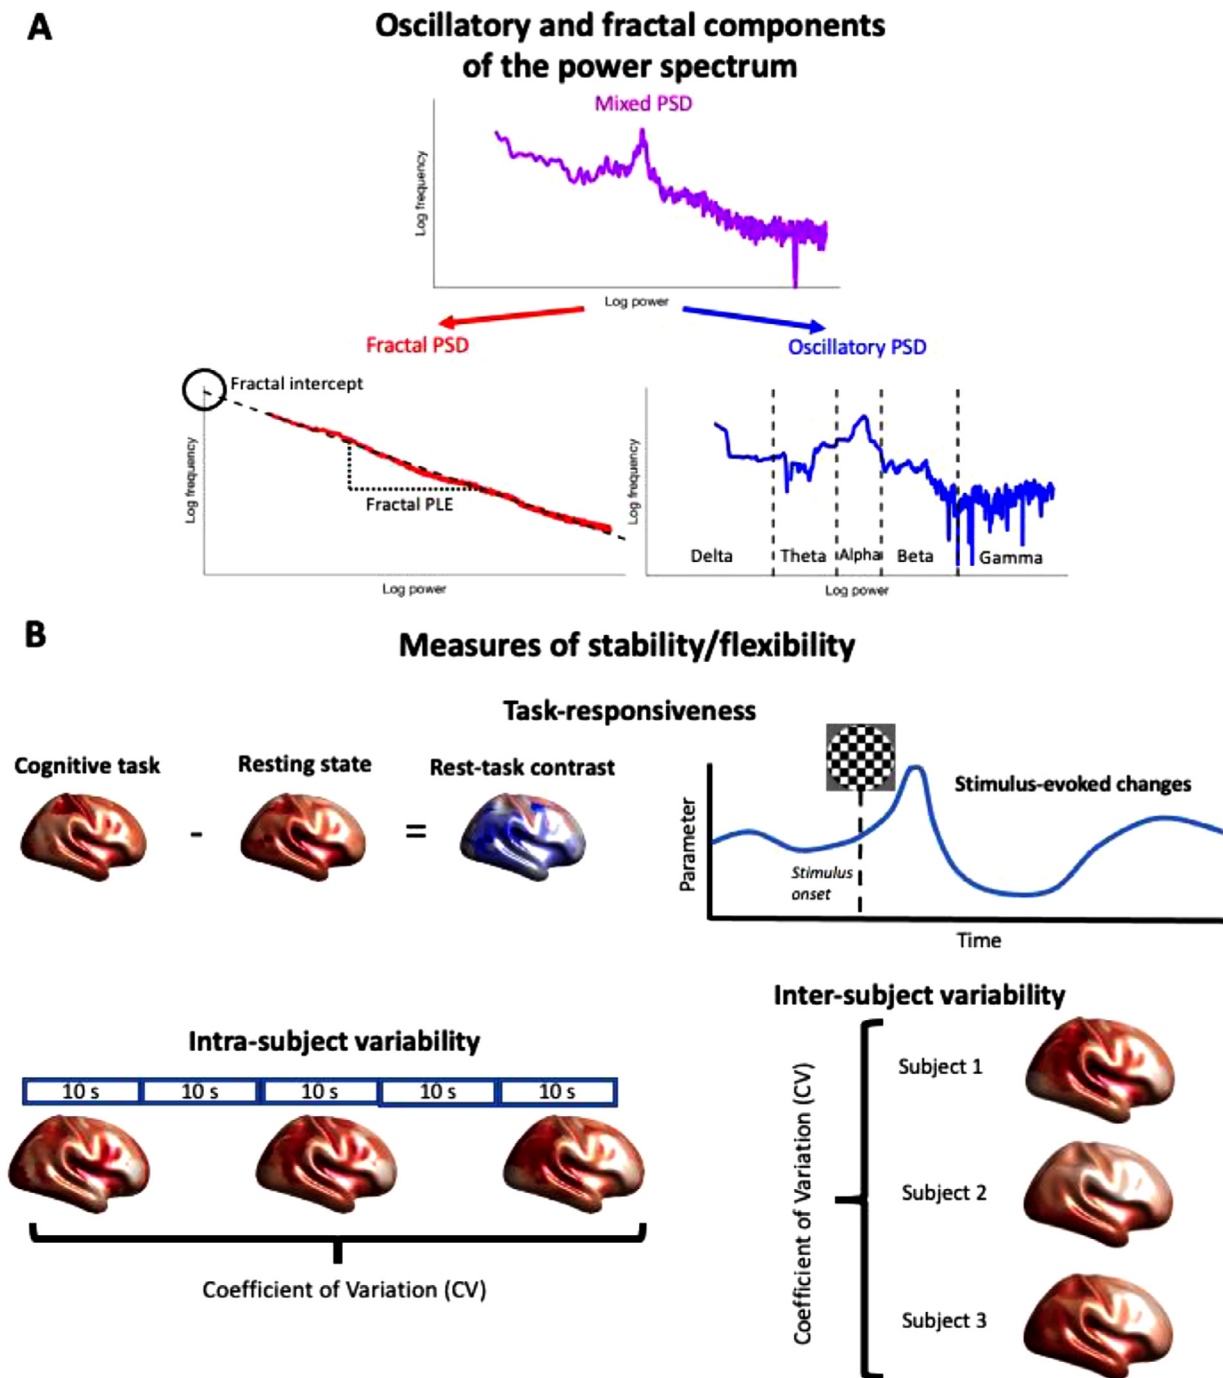 A
Oscillatory and fractal components
of the power spectrum
Mixed PSD
Log frequency
Log power
Fractal PSD
Oscillatory PSD
Fractal intercept
Log frequency
Fractal PLE
Log power
Log frequency
Delta
Theta
Alpha
Beta
Gamma
Log power
B
Measures of stability/flexibility
Task-responsiveness
Cognitive task
Resting state
Rest-task contrast
-
=
Stimulus-evoked changes
Parameter
Stimulus
onset
Time
Intra-subject variability
10 s
10 s
10 s
10 s
10 s
Coefficient of Variation (CV)
Inter-subject variability
Coefficient of Variation (CV)
Subject 1
Subject 2
Subject 3